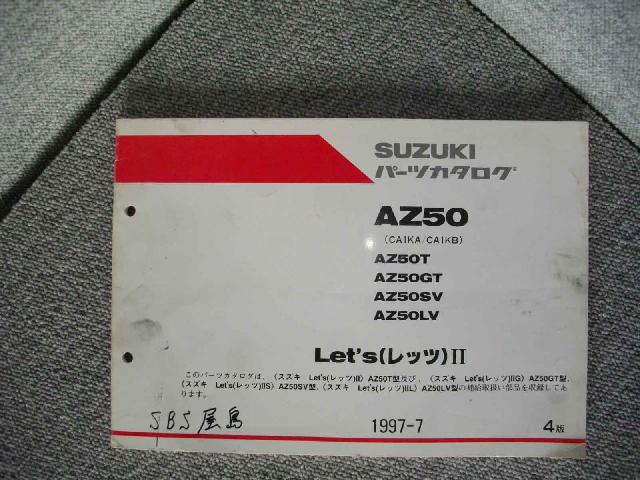 SUZUKI
パーツカタログ
AZ50
(CA1KA/CA1KB)
AZ50T
AZ50GT
AZ50SV
AZ50LV
Let's(レッツ)II
このパーツカタログは、(スズキ Let's(レッツ)II) AZ50T型及び、(スズキ Let's(レッツ)IIG) AZ50GT型、
(スズキ Let's(レッツ)IIS) AZ50SV型、(スズキ Let's(レッツ)IIL) AZ50LV型の補給取扱い部品を収録してあ
ります。
SBS屋島
1997-7
4版